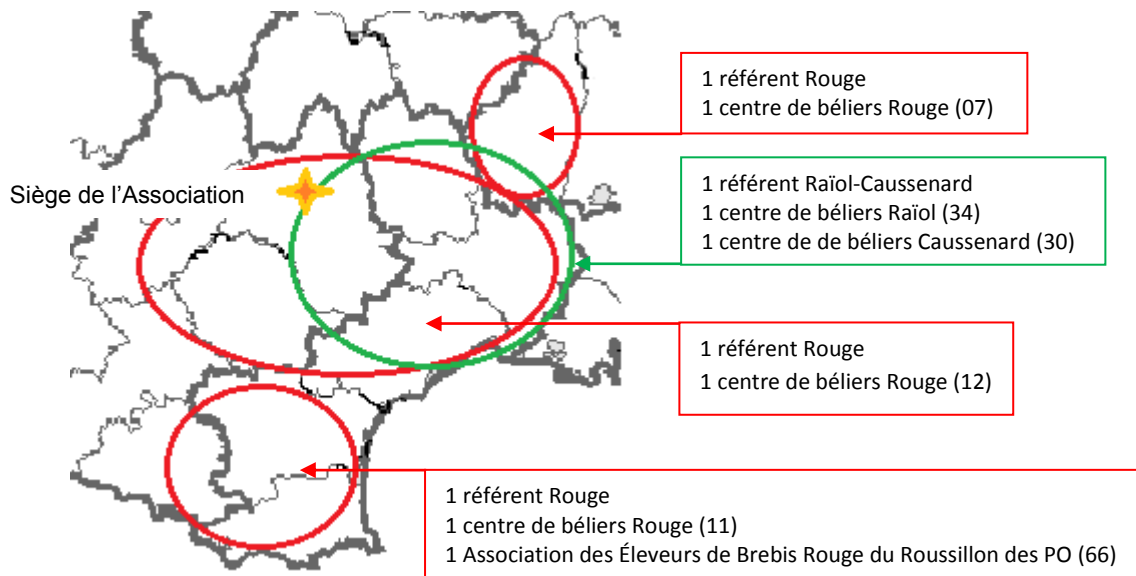 1 référent Rouge
1 centre de béliers Rouge (07)
Siège de l’Association
1 référent Raïol-Caussenard
1 centre de béliers Raïol (34)
1 centre de de béliers Caussenard (30)
1 référent Rouge
1 centre de béliers Rouge (12)
1 référent Rouge
1 centre de béliers Rouge (11)
1 Association des Éleveurs de Brebis Rouge du Roussillon des PO (66)